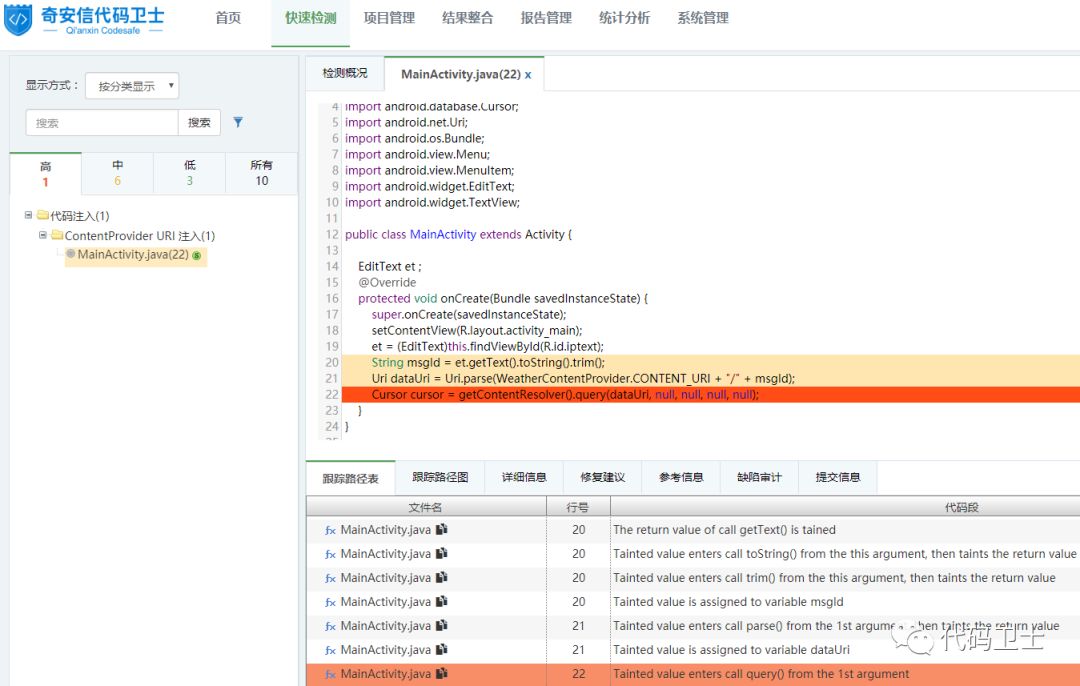 奇安信代码卫士
Qi'anxin Codesafe
首页 快速检测 项目管理 结果整合 报告管理 统计分析 系统管理
显示方式： 按分类显示
搜索 搜索
高 中 低 所有
1 6 3 10
代码注入(1)
ContentProvider URI 注入(1)
MainActivity.java(22)
检测概况 MainActivity.java(22) x
4 import android.database.Cursor;
5 import android.net.Uri;
6 import android.os.Bundle;
7 import android.view.Menu;
8 import android.view.MenuItem;
9 import android.widget.EditText;
10 import android.widget.TextView;
11
12 public class MainActivity extends Activity {
13
14 EditText et ;
15 @Override
16 protected void onCreate(Bundle savedInstanceState) {
17 super.onCreate(savedInstanceState);
18 setContentView(R.layout.activity_main);
19 et = (EditText)this.findViewById(R.id.iptext);
20 String msgId = et.getText().toString().trim();
21 Uri dataUri = Uri.parse(WeatherContentProvider.CONTENT_URI + "/" + msgId);
22 Cursor cursor = getContentResolver().query(dataUri, null, null, null, null);
23 }
24 }
跟踪路径表 跟踪路径图 详细信息 修复建议 参考信息 缺陷审计 提交信息
文件名 行号 代码段
fx MainActivity.java 20 The return value of call getText() is tained
fx MainActivity.java 20 Tainted value enters call toString() from the this argument, then taints the return value
fx MainActivity.java 20 Tainted value enters call trim() from the this argument, then taints the return value
fx MainActivity.java 20 Tainted value is assigned to variable msgId
fx MainActivity.java 21 Tainted value enters call parse() from the 1st argume hen taints the return value
fx MainActivity.java 21 Tainted value is assigned to variable dataUri
fx MainActivity.java 22 Tainted value enters call query() from the 1st argument
代码卫士